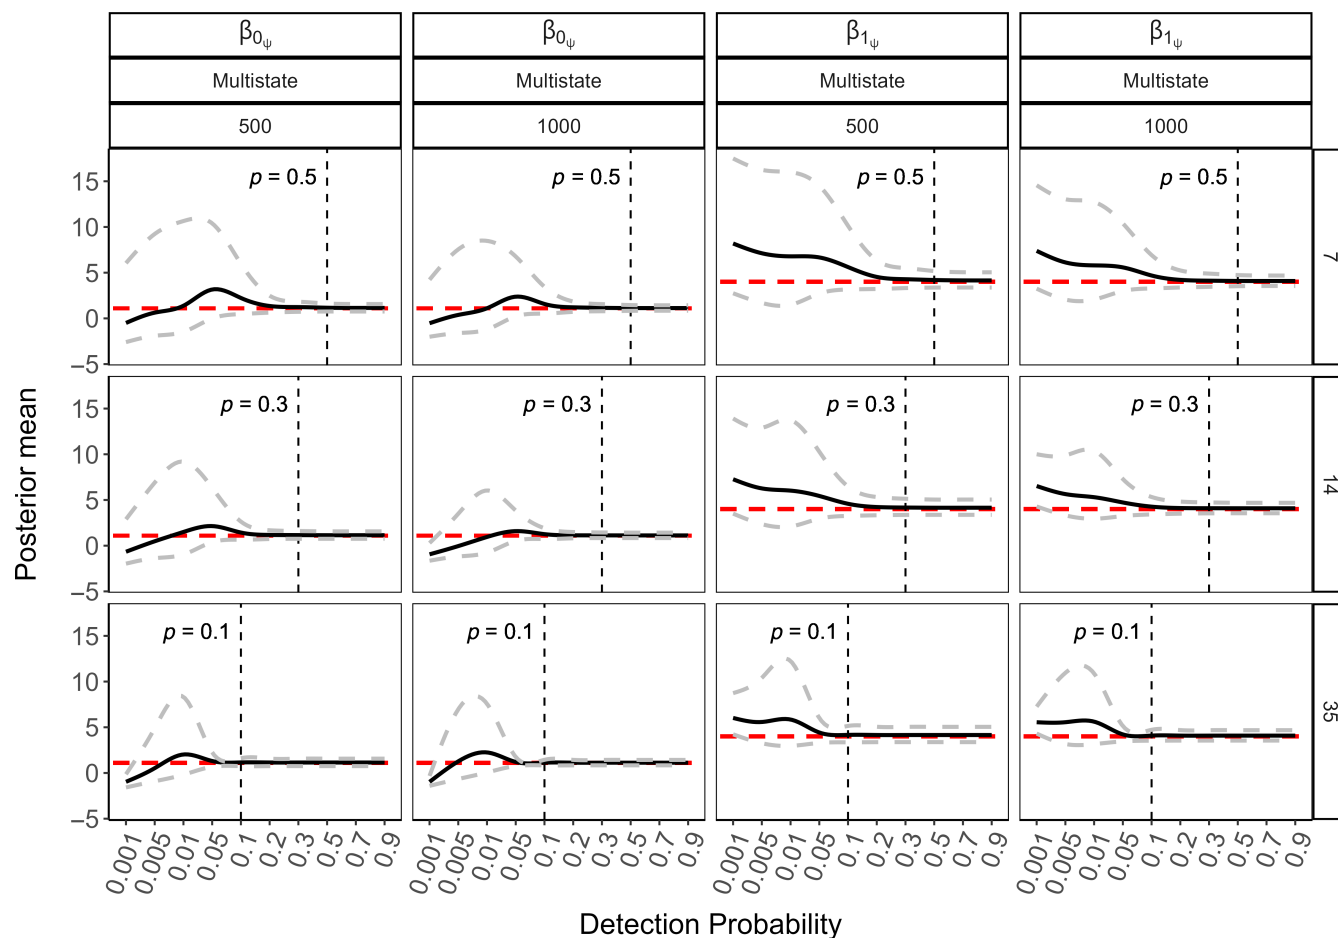 β0ψ β0ψ β1ψ β1ψ
Multistate Multistate Multistate Multistate
500 1000 500 1000
15 10 5 0 −5
p = 0.5 p = 0.5 p = 0.5 p = 0.5
7
15 10 5 0 −5
p = 0.3 p = 0.3 p = 0.3 p = 0.3
14
15 10 5 0 −5
p = 0.1 p = 0.1 p = 0.1 p = 0.1
35
Posterior mean
0.001 0.005 0.01 0.05 0.1 0.2 0.3 0.5 0.7 0.9
0.001 0.005 0.01 0.05 0.1 0.2 0.3 0.5 0.7 0.9
0.001 0.005 0.01 0.05 0.1 0.2 0.3 0.5 0.7 0.9
0.001 0.005 0.01 0.05 0.1 0.2 0.3 0.5 0.7 0.9
Detection Probability